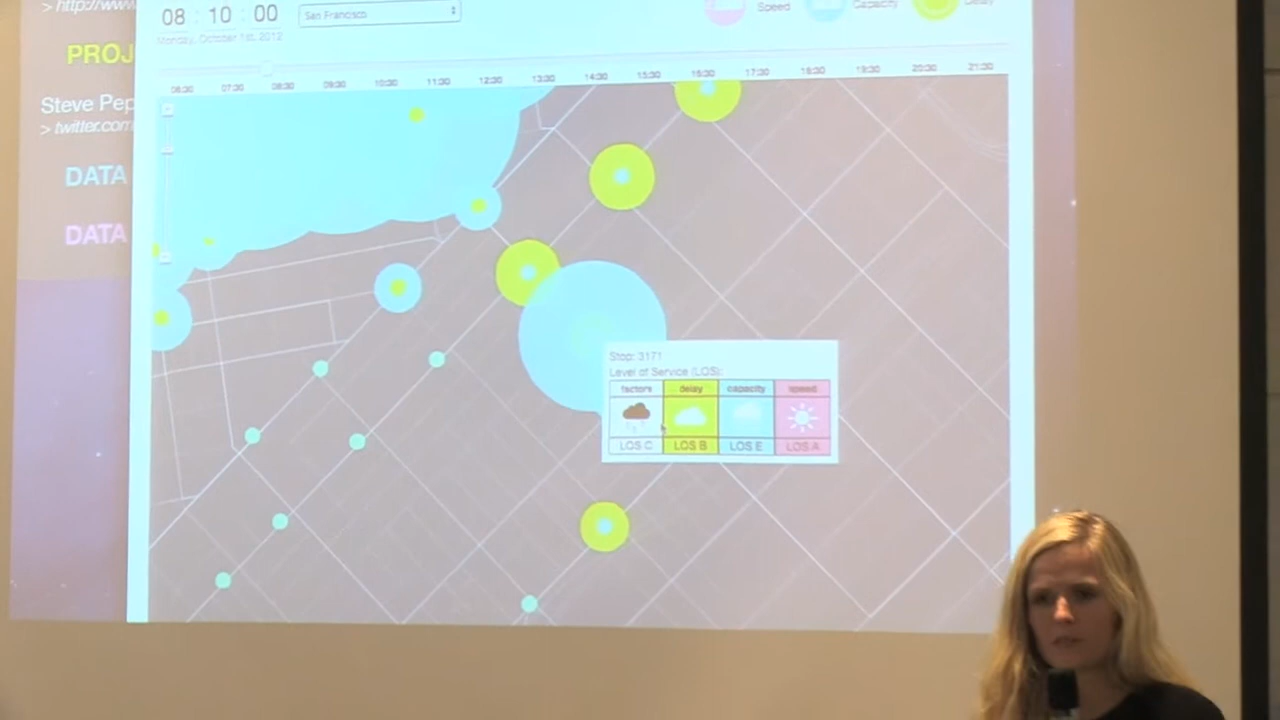 > http://www
PROJ
Steve Pep
> twitter.com
DATA
DATA
08 : 10 : 00
Monday, October 1st, 2012
San Francisco
Speed
Capacity
Delay
06:30 07:30 08:30 09:30 10:30 11:30 12:30 13:30 14:30 15:30 16:30 17:30 18:30 19:30 20:30 21:30
Stop: 3171
Level of Service (LOS):
factors delay capacity speed
LOS C LOS B LOS E LOS A